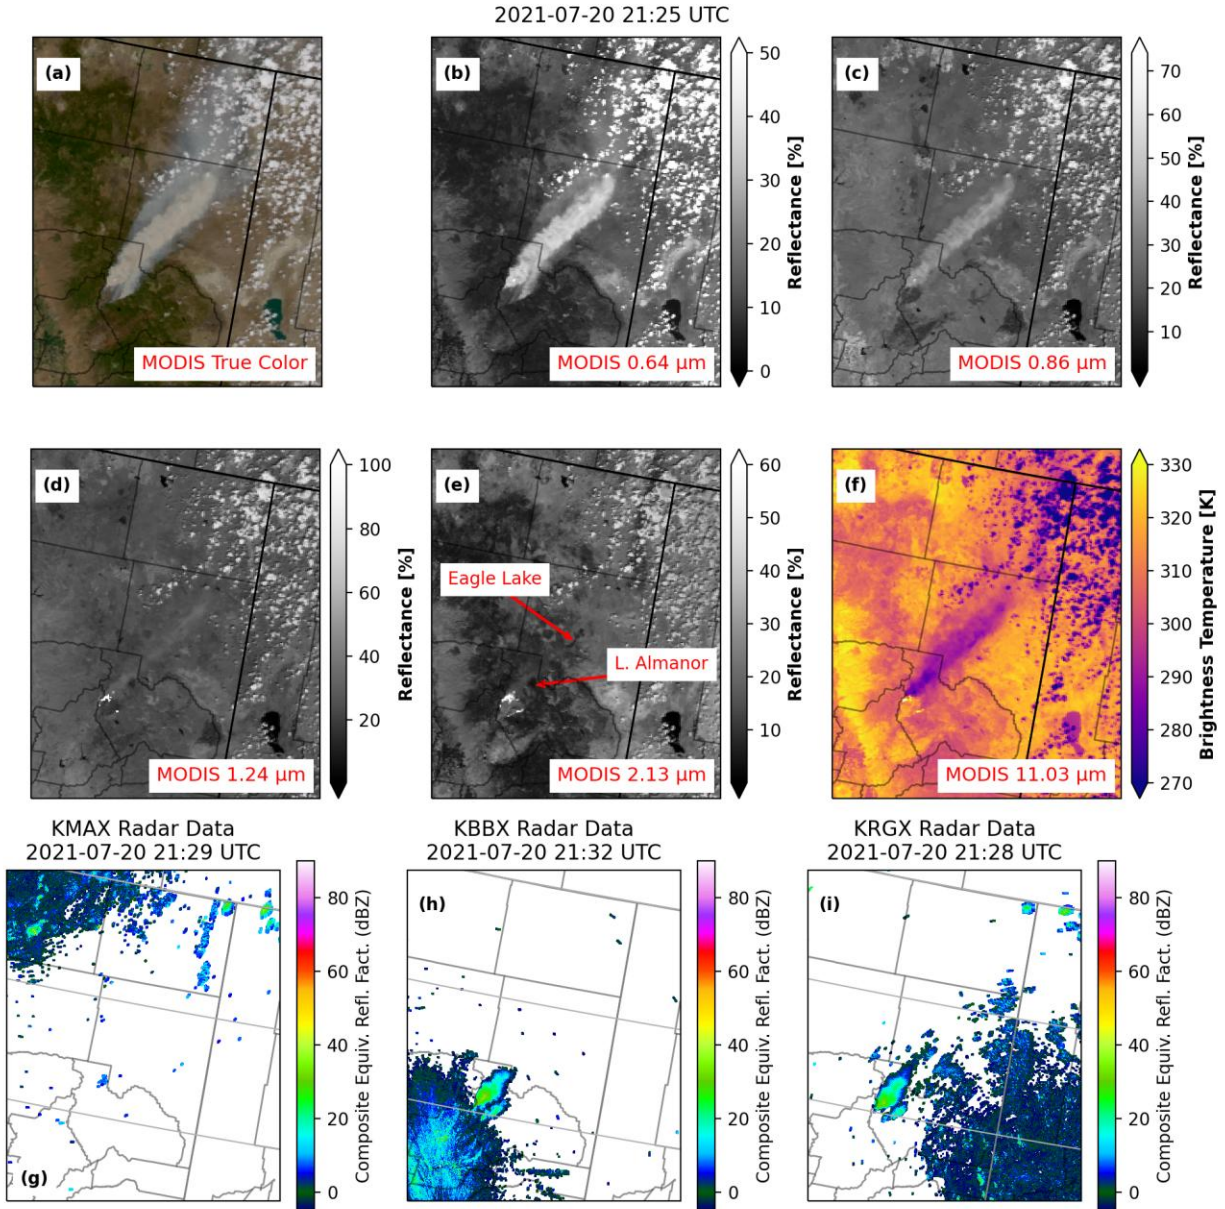 2021-07-20 21:25 UTC
(a)
MODIS True Color
(b)
MODIS 0.64 μm
50
40
30
20
10
0
Reflectance [%]
(c)
MODIS 0.86 μm
70
60
50
40
30
20
10
Reflectance [%]
(d)
MODIS 1.24 μm
100
80
60
40
20
Reflectance [%]
(e)
Eagle Lake
L. Almanor
MODIS 2.13 μm
60
50
40
30
20
10
Reflectance [%]
(f)
MODIS 11.03 μm
330
320
310
300
290
280
270
Brightness Temperature [K]
KMAX Radar Data
2021-07-20 21:29 UTC
(g)
80
60
40
20
0
Composite Equiv. Refl. Fact. (dBZ)
KBBX Radar Data
2021-07-20 21:32 UTC
(h)
80
60
40
20
0
Composite Equiv. Refl. Fact. (dBZ)
KRGX Radar Data
2021-07-20 21:28 UTC
(i)
80
60
40
20
0
Composite Equiv. Refl. Fact. (dBZ)